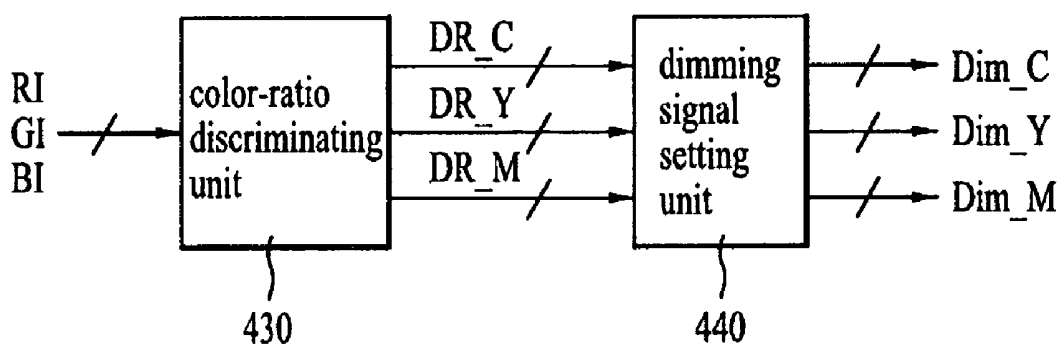 RI
GI
BI
color-ratio
discriminating
unit
430
DR_C
DR_Y
DR_M
dimming
signal
setting
unit
440
Dim_C
Dim_Y
Dim_M